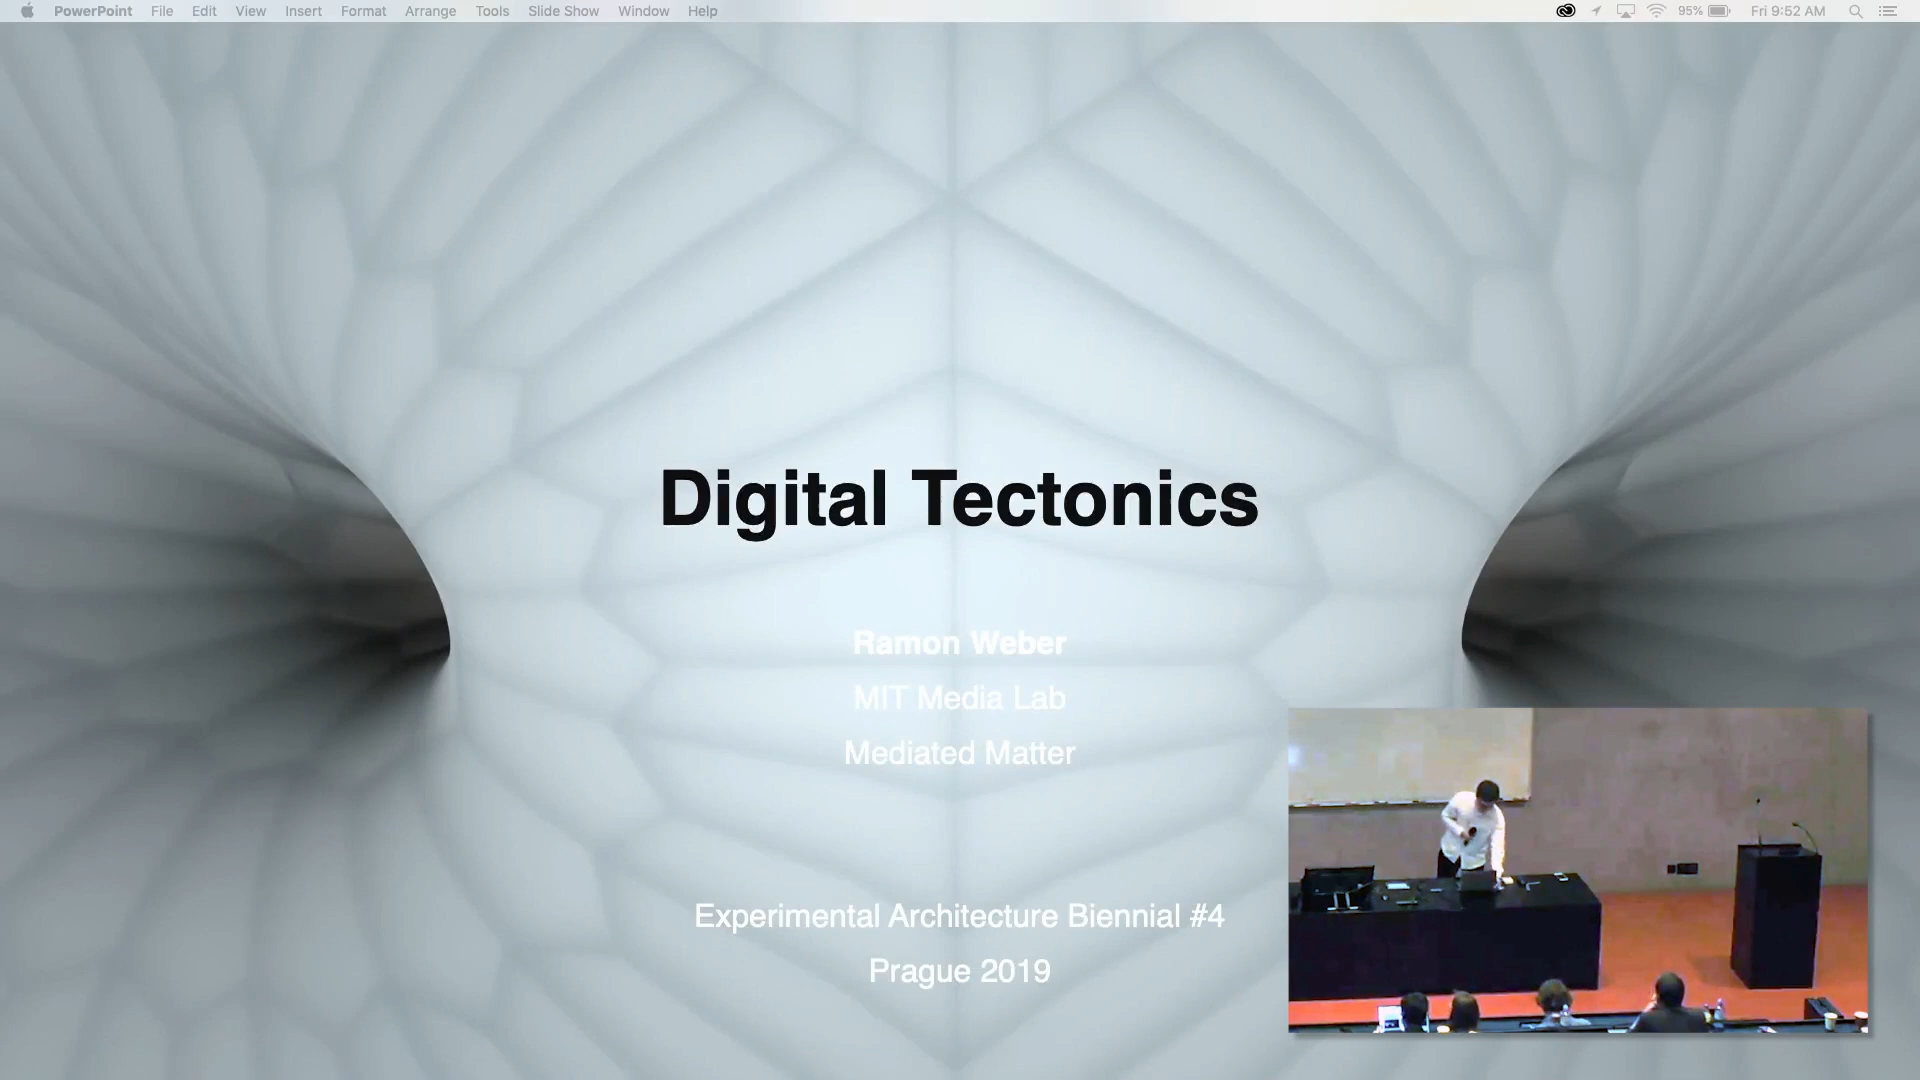 PowerPoint File Edit View Insert Format Arrange Tools Slide Show Window Help 95% Fri 9:52 AM
Digital Tectonics
Ramon Weber
MIT Media Lab
Mediated Matter
Experimental Architecture Biennial #4
Prague 2019